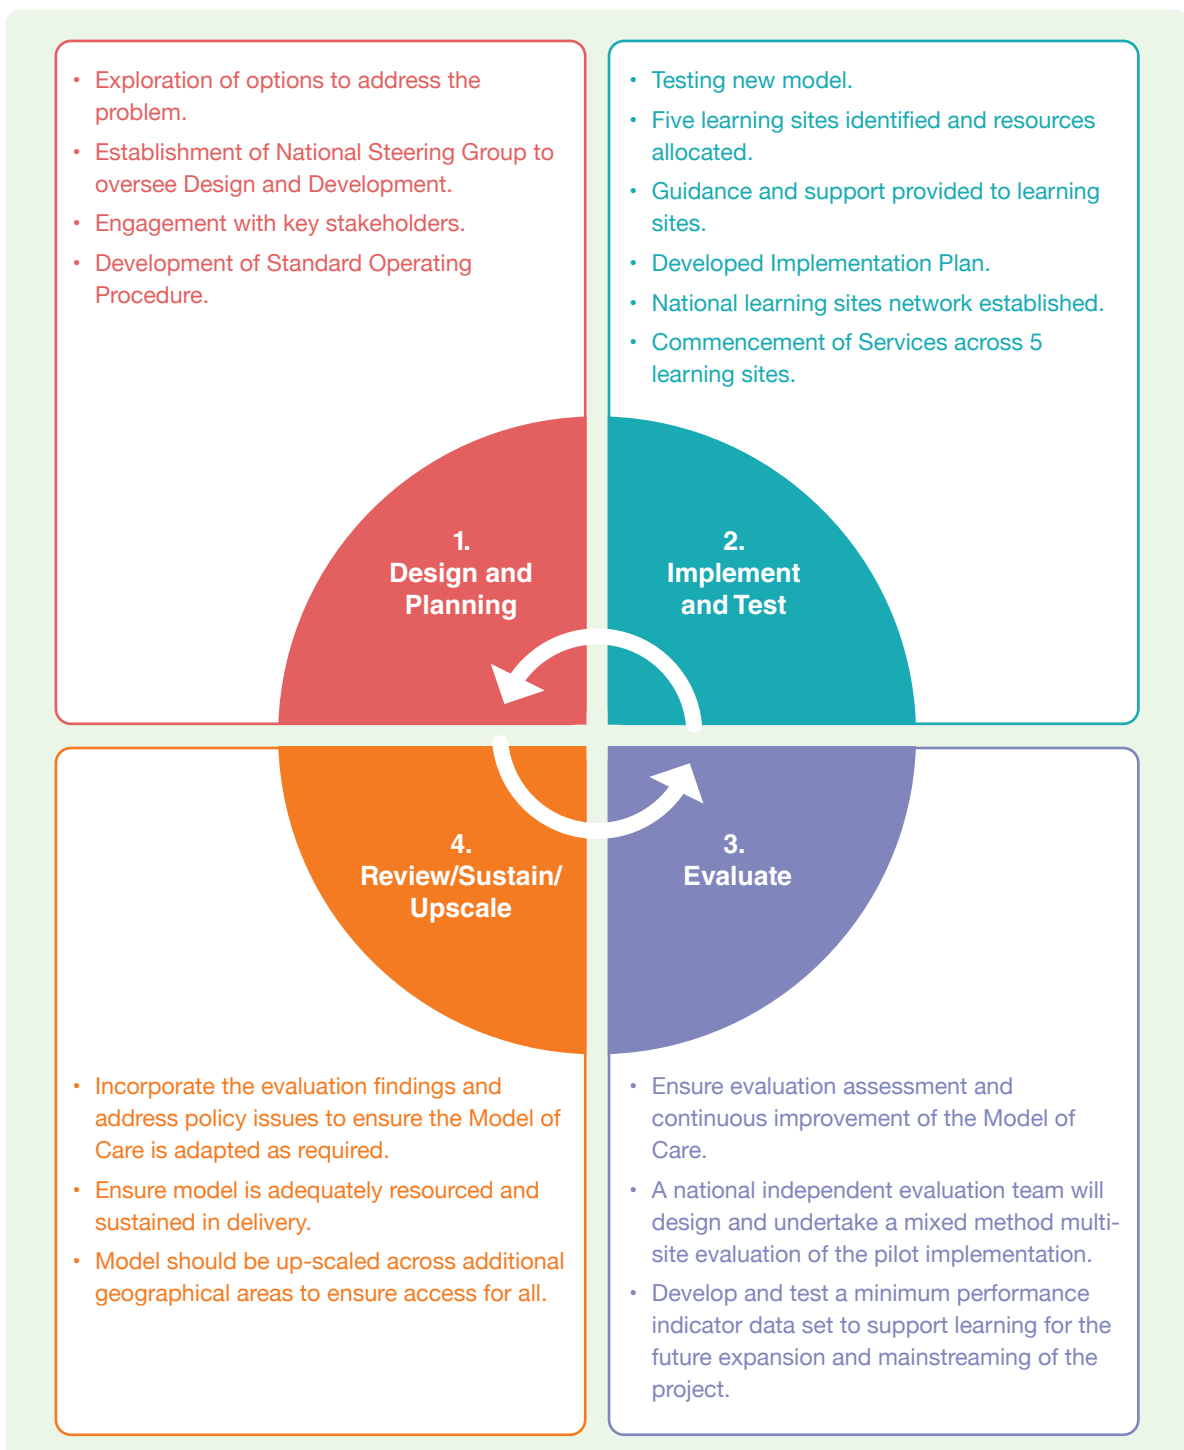 • Exploration of options to address the
problem.
• Establishment of National Steering Group to
oversee Design and Development.
• Engagement with key stakeholders.
• Development of Standard Operating
Procedure.
1.
Design and
Planning
• Testing new model.
• Five learning sites identified and resources
allocated.
• Guidance and support provided to learning
sites.
• Developed Implementation Plan.
• National learning sites network established.
• Commencement of Services across 5
learning sites.
2.
Implement
and Test
3.
Evaluate
• Ensure evaluation assessment and
continuous improvement of the Model of
Care.
• A national independent evaluation team will
design and undertake a mixed method multi-
site evaluation of the pilot implementation.
• Develop and test a minimum performance
indicator data set to support learning for the
future expansion and mainstreaming of the
project.
4.
Review/Sustain/
Upscale
• Incorporate the evaluation findings and
address policy issues to ensure the Model of
Care is adapted as required.
• Ensure model is adequately resourced and
sustained in delivery.
• Model should be up-scaled across additional
geographical areas to ensure access for all.